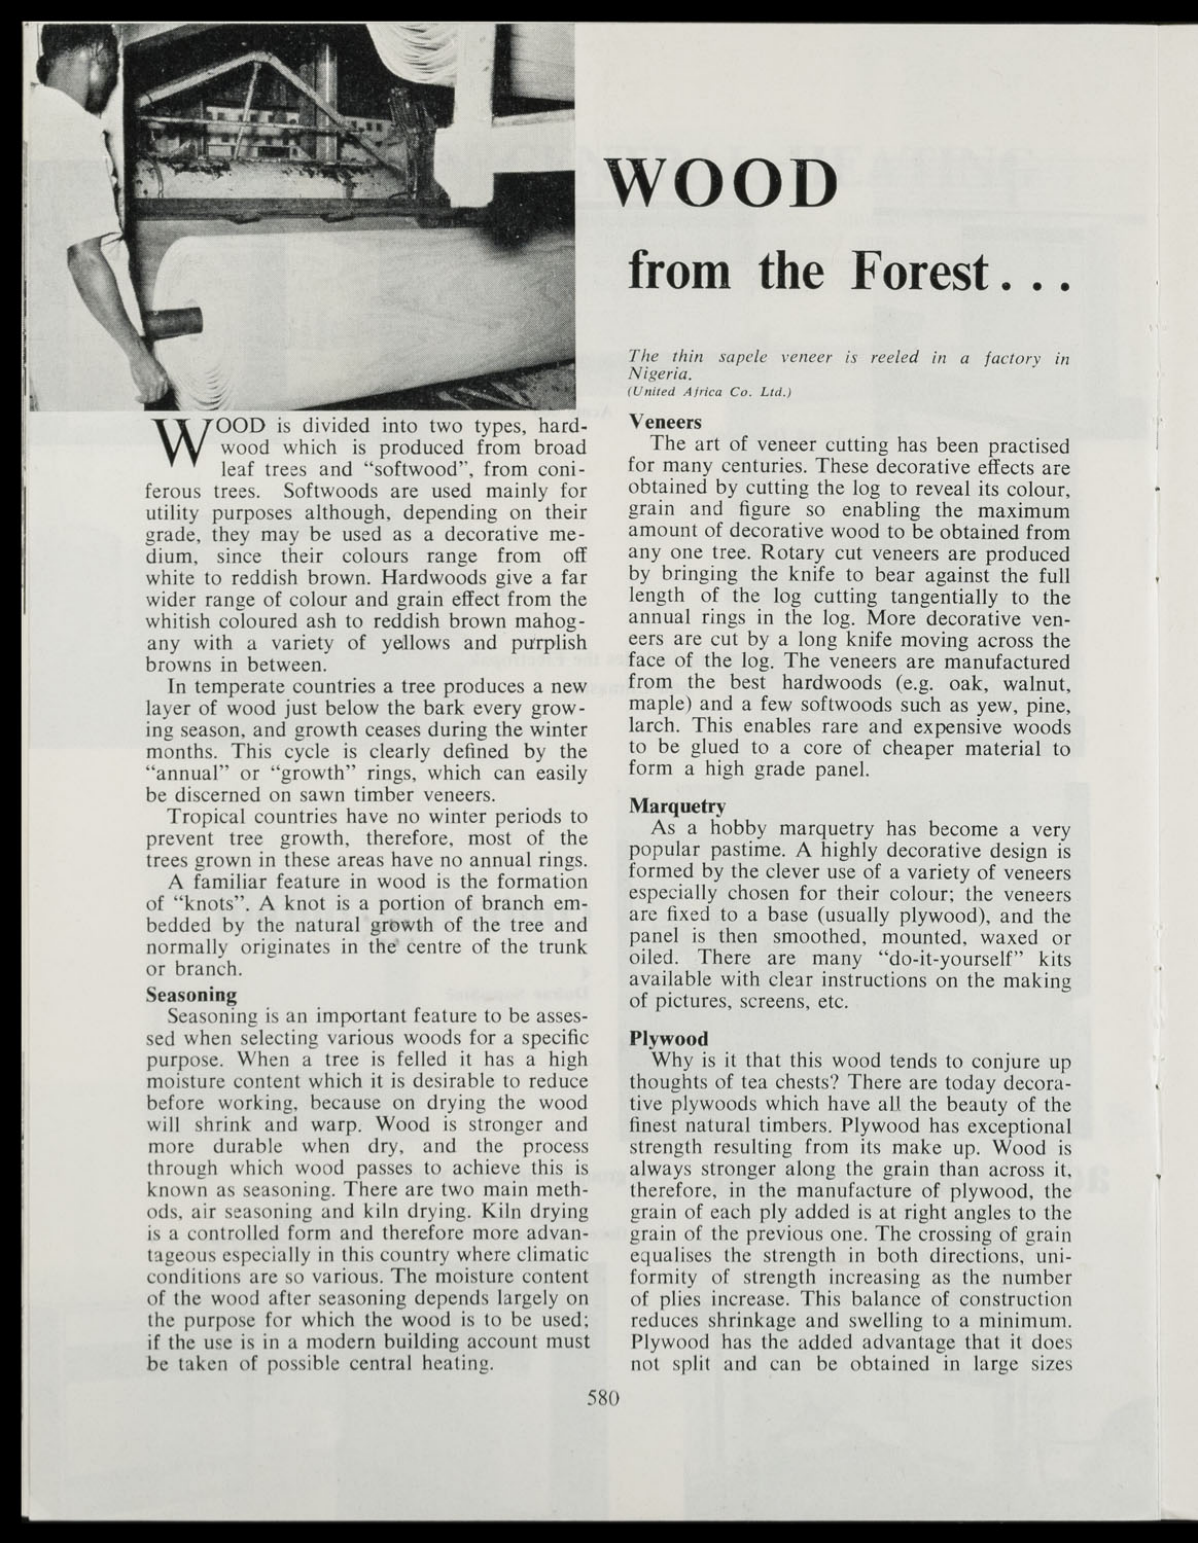 WOOD
from the Forest...
The thin sapele veneer is reeled in a factory in
Nigeria.
(United Africa Co. Ltd.)
WOOD is divided into two types, hard-
wood which is produced from broad
leaf trees and “softwood”, from coni-
ferous trees. Softwoods are used mainly for
utility purposes although, depending on their
grade, they may be used as a decorative me-
dium, since their colours range from off
white to reddish brown. Hardwoods give a far
wider range of colour and grain effect from the
whitish coloured ash to reddish brown mahog-
any with a variety of yellows and purplish
browns in between.
In temperate countries a tree produces a new
layer of wood just below the bark every grow-
ing season, and growth ceases during the winter
months. This cycle is clearly defined by the
“annual” or “growth” rings, which can easily
be discerned on sawn timber veneers.
Tropical countries have no winter periods to
prevent tree growth, therefore, most of the
trees grown in these areas have no annual rings.
A familiar feature in wood is the formation
of “knots”. A knot is a portion of branch em-
bedded by the natural growth of the tree and
normally originates in the centre of the trunk
or branch.
Seasoning
Seasoning is an important feature to be asses-
sed when selecting various woods for a specific
purpose. When a tree is felled it has a high
moisture content which it is desirable to reduce
before working, because on drying the wood
will shrink and warp. Wood is stronger and
more durable when dry, and the process
through which wood passes to achieve this is
known as seasoning. There are two main meth-
ods, air seasoning and kiln drying. Kiln drying
is a controlled form and therefore more advan-
tageous especially in this country where climatic
conditions are so various. The moisture content
of the wood after seasoning depends largely on
the purpose for which the wood is to be used;
if the use is in a modern building account must
be taken of possible central heating.
Veneers
The art of veneer cutting has been practised
for many centuries. These decorative effects are
obtained by cutting the log to reveal its colour,
grain and figure so enabling the maximum
amount of decorative wood to be obtained from
any one tree. Rotary cut veneers are produced
by bringing the knife to bear against the full
length of the log cutting tangentially to the
annual rings in the log. More decorative ven-
eers are cut by a long knife moving across the
face of the log. The veneers are manufactured
from the best hardwoods (e.g. oak, walnut,
maple) and a few softwoods such as yew, pine,
larch. This enables rare and expensive woods
to be glued to a core of cheaper material to
form a high grade panel.
Marquetry
As a hobby marquetry has become a very
popular pastime. A highly decorative design is
formed by the clever use of a variety of veneers
especially chosen for their colour; the veneers
are fixed to a base (usually plywood), and the
panel is then smoothed, mounted, waxed or
oiled. There are many “do-it-yourself” kits
available with clear instructions on the making
of pictures, screens, etc.
Plywood
Why is it that this wood tends to conjure up
thoughts of tea chests? There are today decora-
tive plywoods which have all the beauty of the
finest natural timbers. Plywood has exceptional
strength resulting from its make up. Wood is
always stronger along the grain than across it,
therefore, in the manufacture of plywood, the
grain of each ply added is at right angles to the
grain of the previous one. The crossing of grain
equalises the strength in both directions, uni-
formity of strength increasing as the number
of plies increase. This balance of construction
reduces shrinkage and swelling to a minimum.
Plywood has the added advantage that it does
not split and can be obtained in large sizes
580